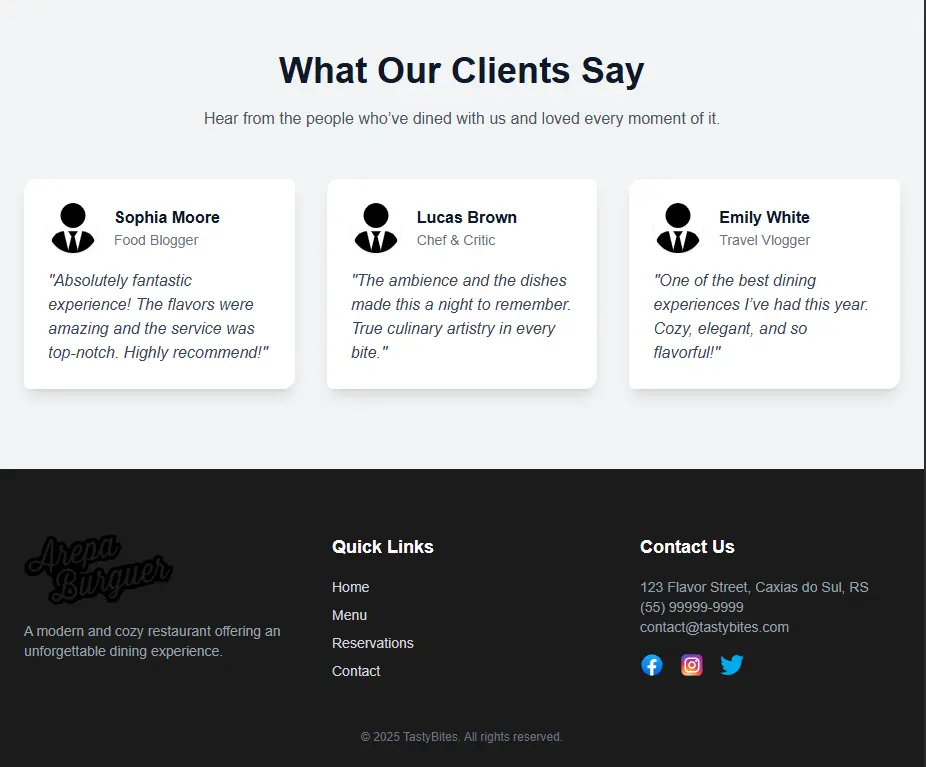 What Our Clients Say
Hear from the people who’ve dined with us and loved every moment of it.
Sophia Moore
Food Blogger
"Absolutely fantastic
experience! The flavors were
amazing and the service was
top-notch. Highly recommend!"
Lucas Brown
Chef & Critic
"The ambience and the dishes
made this a night to remember.
True culinary artistry in every
bite."
Emily White
Travel Vlogger
"One of the best dining
experiences I’ve had this year.
Cozy, elegant, and so
flavorful!"
Arepa
Burguer
A modern and cozy restaurant offering an
unforgettable dining experience.
Quick Links
Home
Menu
Reservations
Contact
Contact Us
123 Flavor Street, Caxias do Sul, RS
(55) 99999-9999
contact@tastybites.com
© 2025 TastyBites. All rights reserved.